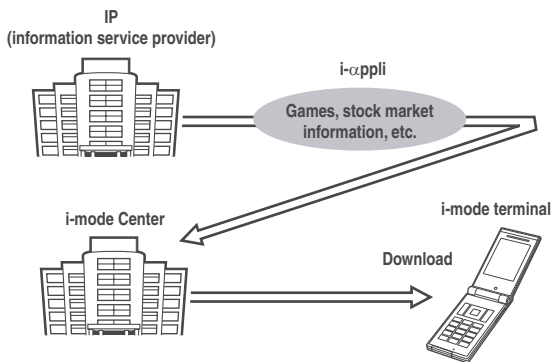 IP
(information service provider)
i-αppli
Games, stock market
information, etc.
i-mode Center
i-mode terminal
Download